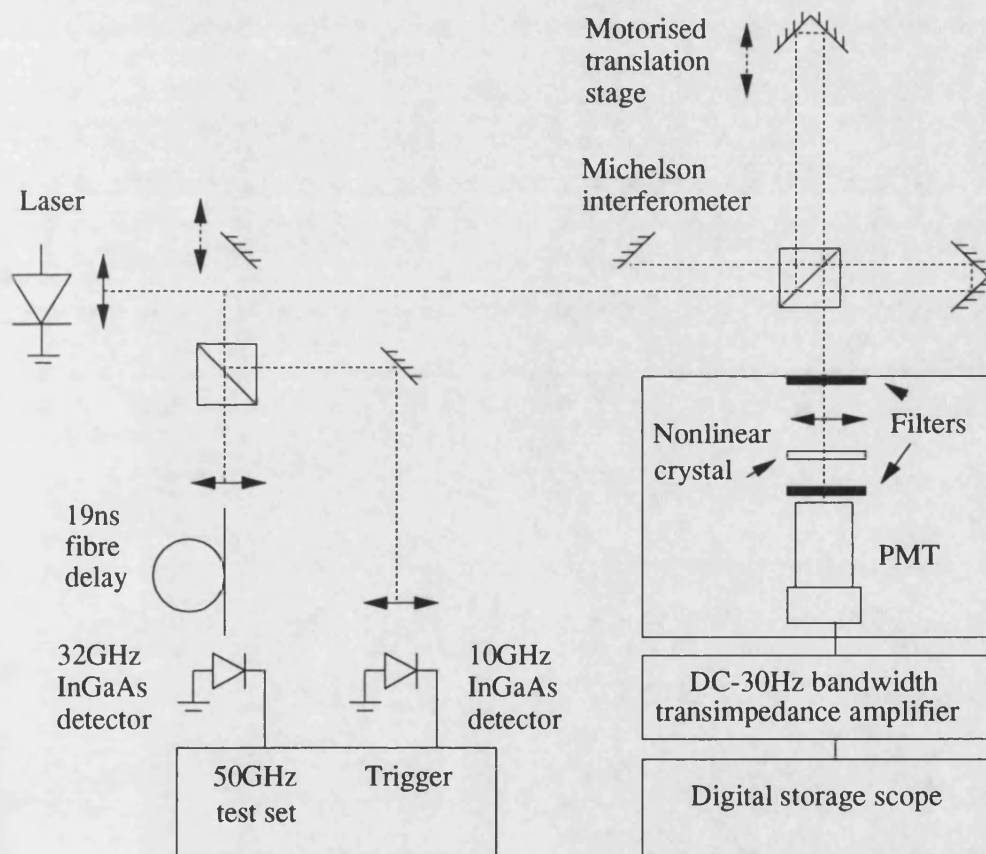 Motorised
translation
stage
Michelson
interferometer
Laser
Nonlinear
crystal
Filters
PMT
19ns
fibre
delay
32GHz
InGaAs
detector
10GHz
InGaAs
detector
DC-30Hz bandwidth
transimpedance amplifier
50GHz
test set
Trigger
Digital storage scope